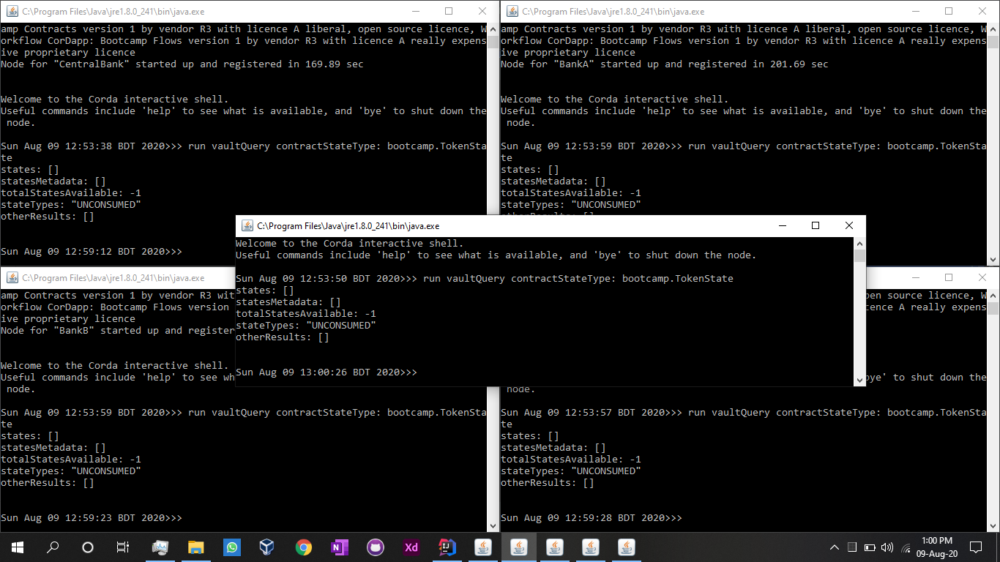 C:\Program Files\Java\jre1.8.0_241\bin\java.exe
amp Contracts version 1 by vendor R3 with licence A liberal, open source licence, W
orkflow CorDapp: Bootcamp Flows version 1 by vendor R3 with licence A really expens
ive proprietary licence
Node for "CentralBank" started up and registered in 169.89 sec
Welcome to the Corda interactive shell.
Useful commands include 'help' to see what is available, and 'bye' to shut down the
node.
Sun Aug 09 12:53:38 BDT 2020>>> run vaultQuery contractStateType: bootcamp.TokenSta
te
states: []
statesMetadata: []
totalStatesAvailable: -1
stateTypes: "UNCONSUMED"
otherResults: []
Sun Aug 09 12:59:12 BDT 2020>>>
C:\Program Files\Java\jre1.8.0_241\bin\java.exe
amp Contracts version 1 by vendor R3 with licence A liberal, open source licence, W
orkflow CorDapp: Bootcamp Flows version 1 by vendor R3 with licence A really expens
ive proprietary licence
Node for "BankA" started up and registered in 201.69 sec
Welcome to the Corda interactive shell.
Useful commands include 'help' to see what is available, and 'bye' to shut down the
node.
Sun Aug 09 12:53:59 BDT 2020>>> run vaultQuery contractStateType: bootcamp.TokenSta
te
states: []
statesMetadata: []
totalStatesAvailable: -1
stateTypes: "UNCONSUMED"
C:\Program Files\Java\jre1.8.0_241\bin\java.exe
Welcome to the Corda interactive shell.
Useful commands include 'help' to see what is available, and 'bye' to shut down the node.
Sun Aug 09 12:53:50 BDT 2020>>> run vaultQuery contractStateType: bootcamp.TokenState
states: []
statesMetadata: []
totalStatesAvailable: -1
stateTypes: "UNCONSUMED"
otherResults: []
Sun Aug 09 13:00:26 BDT 2020>>>
C:\Program Files\Java\jre1.8.0_241\bin\java.exe
amp Contracts version 1 by vendor R3 wit
orkflow CorDapp: Bootcamp Flows version
ive proprietary licence
Node for "BankB" started up and register
Welcome to the Corda interactive shell.
Useful commands include 'help' to see wh
node.
Sun Aug 09 12:53:59 BDT 2020>>> run vaultQuery contractStateType: bootcamp.TokenSta
te
states: []
statesMetadata: []
totalStatesAvailable: -1
stateTypes: "UNCONSUMED"
otherResults: []
Sun Aug 09 12:59:23 BDT 2020>>>
pen source licence, W
cence A really expens
ye' to shut down the
node.
Sun Aug 09 12:53:57 BDT 2020>>> run vaultQuery contractStateType: bootcamp.TokenSta
te
states: []
statesMetadata: []
totalStatesAvailable: -1
stateTypes: "UNCONSUMED"
otherResults: []
Sun Aug 09 12:59:28 BDT 2020>>>
N
Xd
IJ
1:00 PM
09-Aug-20